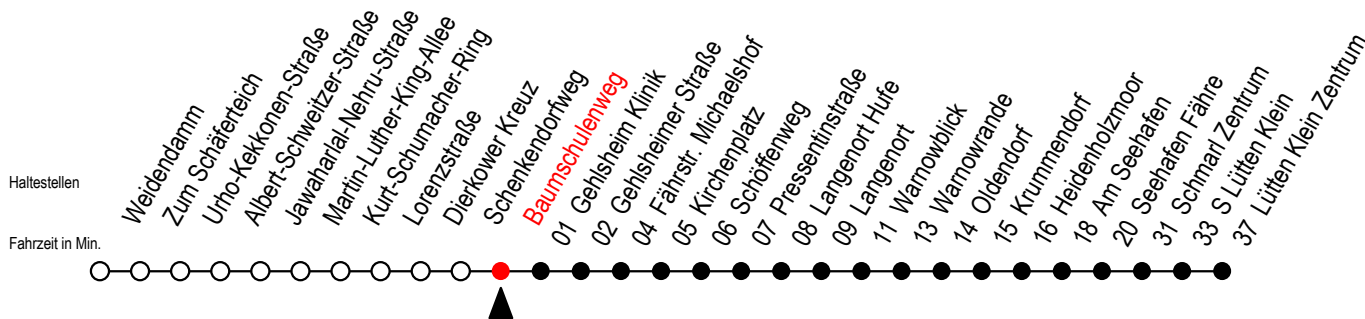 Haltestellen
Fahrzeit in Min.
Weidendamm
Zum Schäferteich
Urho-Kekkonen-Straße
Albert-Schweitzer-Straße
Jawaharlal-Nehru-Straße
Martin-Luther-King-Allee
Kurt-Schumacher-Ring
Lorenzstraße
Dierkower Kreuz
Schenkendorfweg
Baumschulenweg
01 Gehlsheim Klinik
02 Gehlsheimer Straße
04 Fährstr. Michaelshof
05 Kirchenplatz
06 Schöffenweg
07 Pressentinstraße
08 Langenort Hufe
09 Langenort
11 Warnowblick
13 Warnowrande
14 Oldendorf
15 Krummendorf
16 Heidenholzmoor
18 Am Seehafen
20 Seehafen Fähre
31 Schmarl Zentrum
33 S Lütten Klein
37 Lütten Klein Zentrum